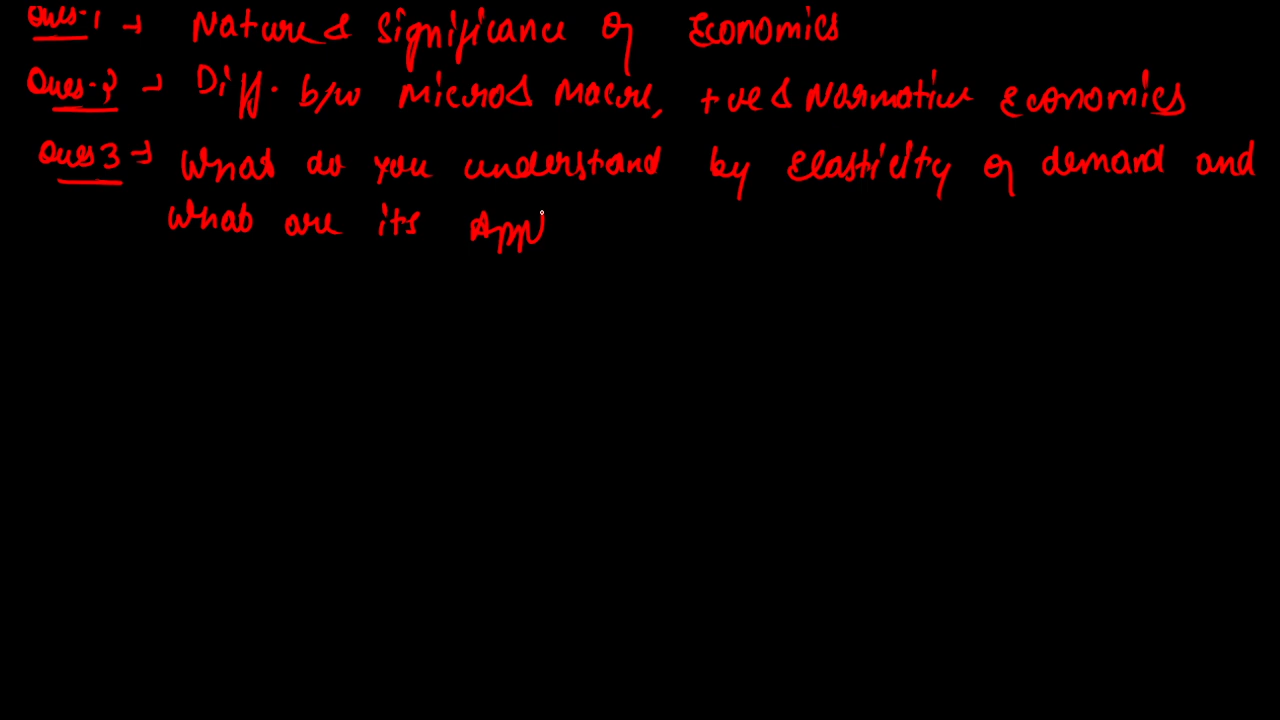 Ques-1 → Nature & Significance of Economics
Ques-2 → Diff. b/w Micro & Macro, +ve & Normative Economics
Ques 3 → What do you understand by Elasticity of demand and
what are its App